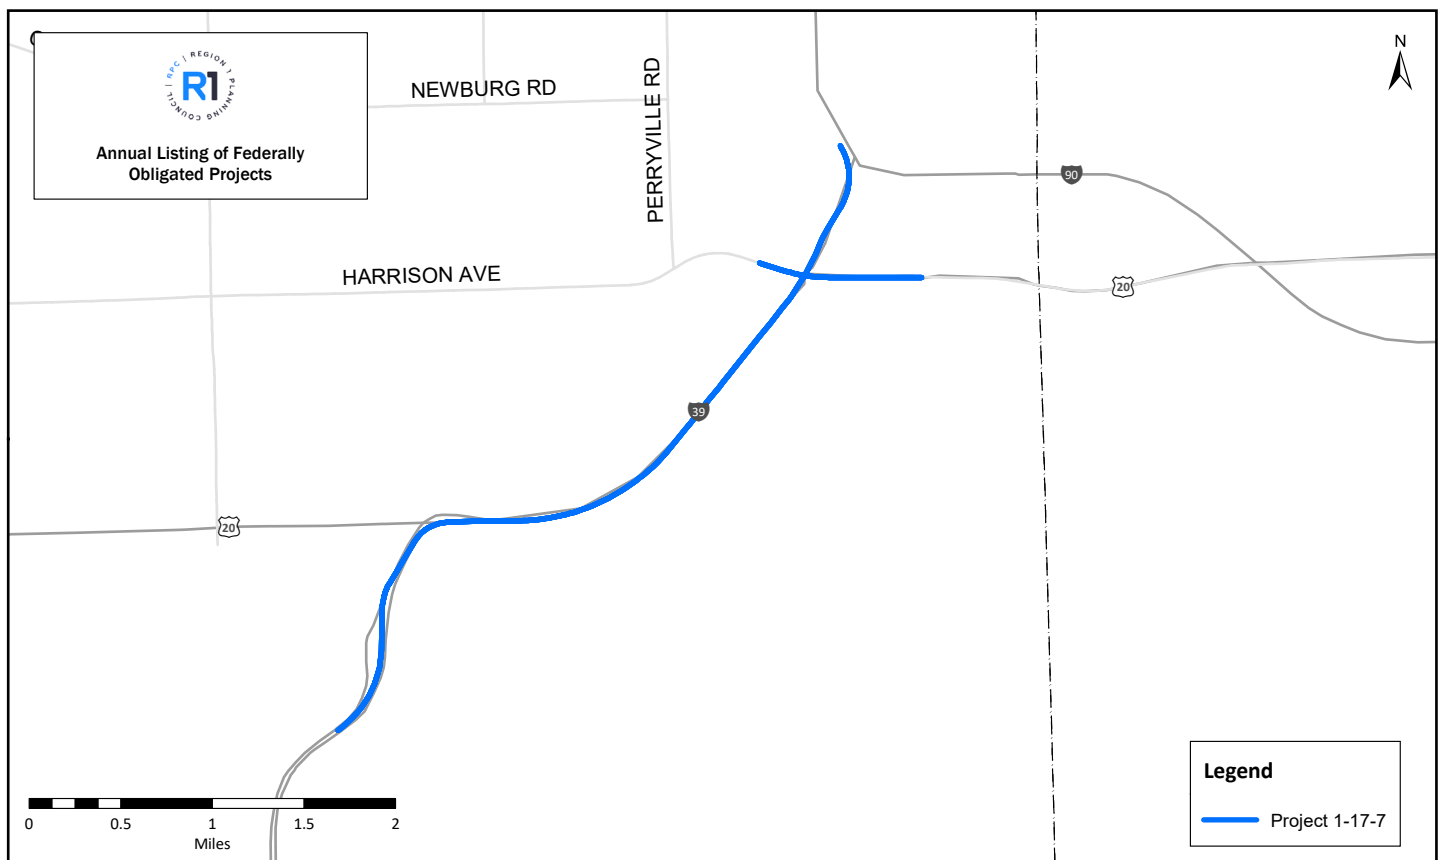 C
RPC | REGION 1 PLANNING COUNCIL |
R1
Annual Listing of Federally
Obligated Projects
NEWBURG RD
PERRYVILLE RD
HARRISON AVE
N
90
20
39
20
Legend
Project 1-17-7
0 0.5 1 1.5 2
Miles